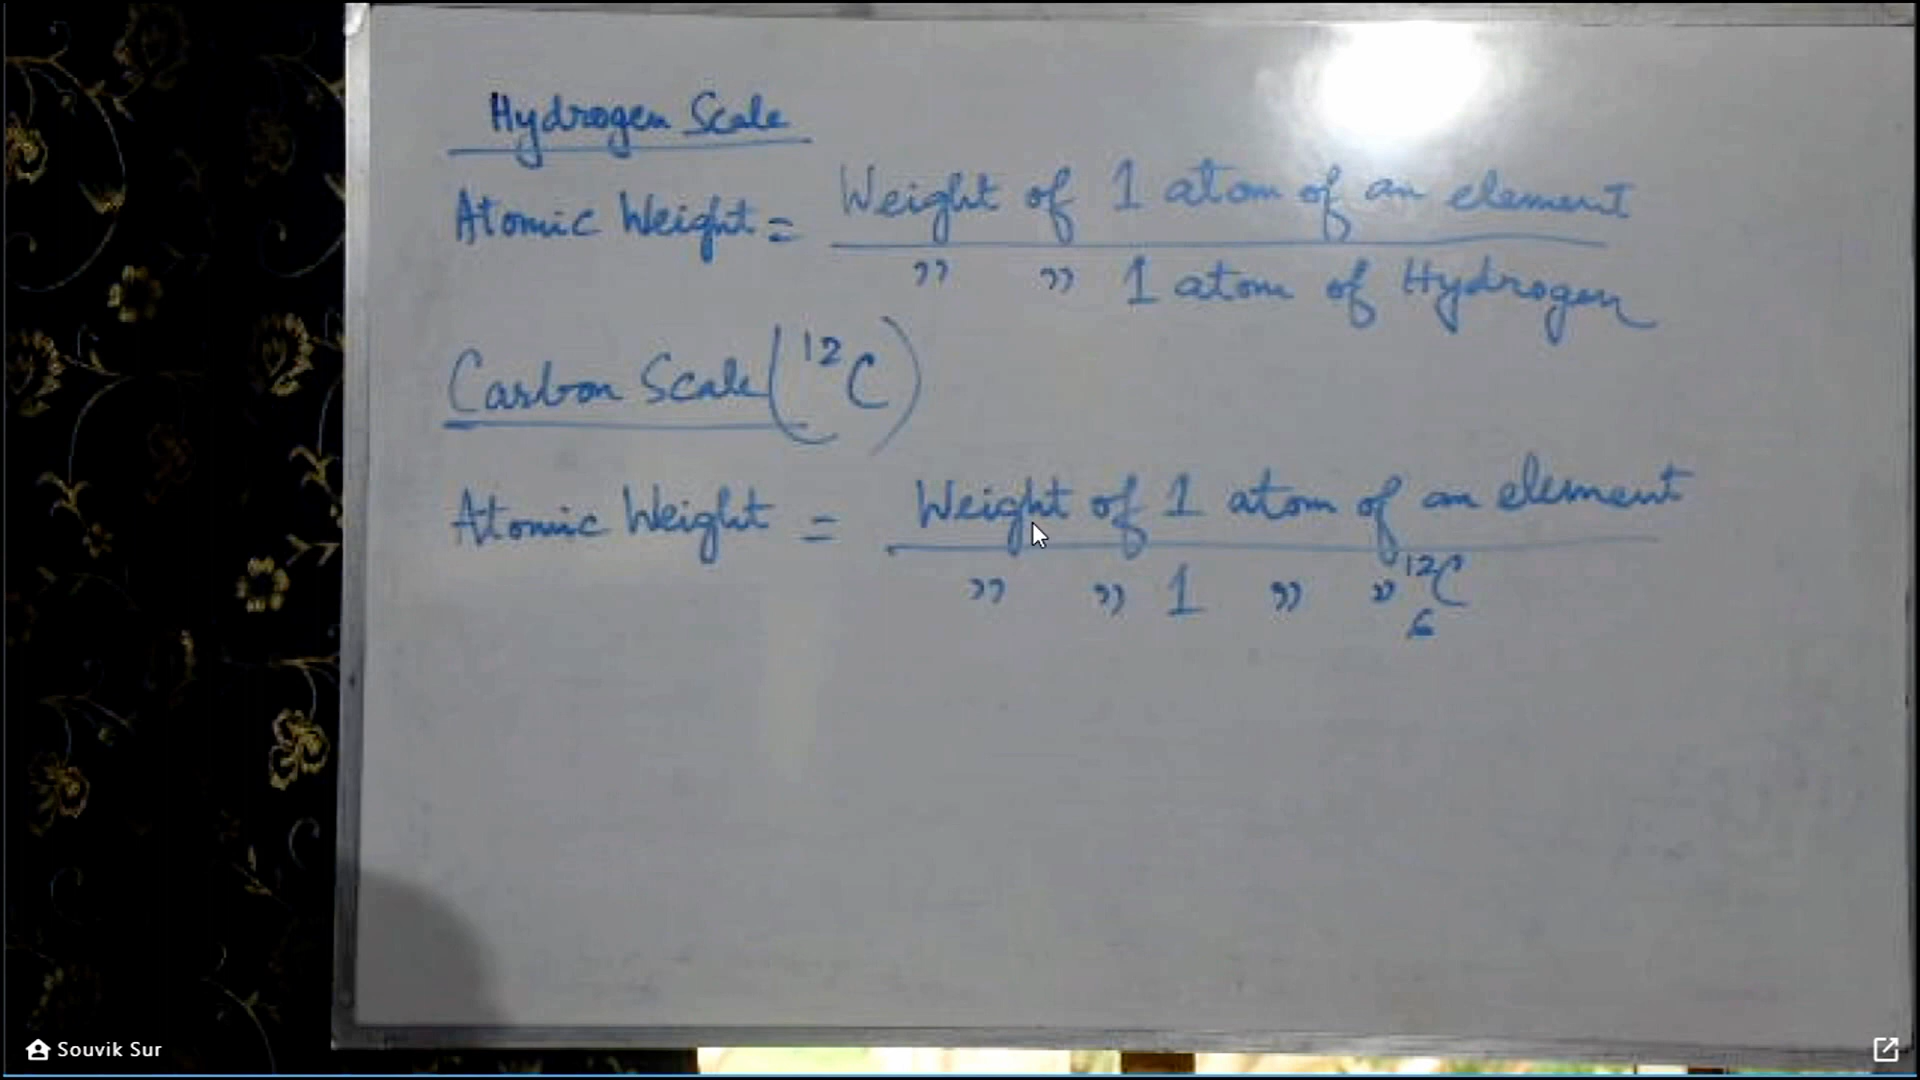 Hydrogen Scale
Atomic Weight = Weight of 1 atom of an element
" " 1 atom of Hydrogen
Carbon Scale (¹²C)
Atomic Weight = Weight of 1 atom of an element
" " 1 " " ¹²₆C
Souvik Sur